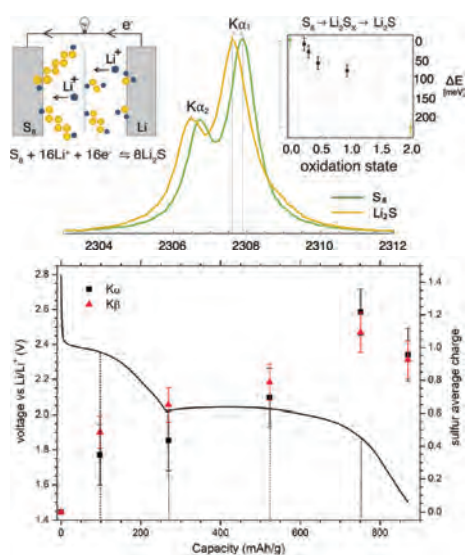 e⁻
Li⁺
Li⁺
S₈
Li
S₈ + 16Li⁺ + 16e⁻ ⇋ 8Li₂S
Kα₁
Kα₂
S₈→Li₂Sₓ→ Li₂S
0
50
100
150
200
ΔE
[meV]
0.0 0.5 1.0 1.5 2.0
oxidation state
S₈
Li₂S
2304 2306 2308 2310 2312
Kα
Kβ
voltage vs Li/Li⁺ (V)
2.8
2.6
2.4
2.2
2.0
1.8
1.6
1.4
1.4
1.2
1.0
0.8
0.6
0.4
0.2
0.0
sulfur average charge
0 200 400 600 800
Capacity (mAh/g)